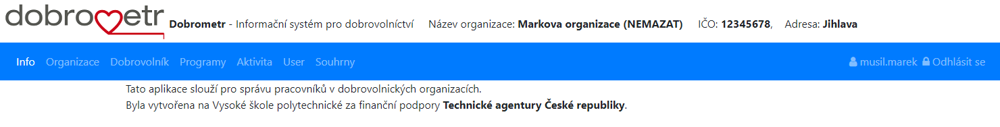 dobrometr Dobrometr - Informační systém pro dobrovolníctví Název organizace: Markova organizace (NEMAZAT) IČO: 12345678, Adresa: Jihlava
Info Organizace Dobrovolník Programy Aktivita User Souhrny musil.marek Odhlásit se
Tato aplikace slouží pro správu pracovníků v dobrovolnických organizacích.
Byla vytvořena na Vysoké škole polytechnické za finanční podpory Technické agentury České republiky.